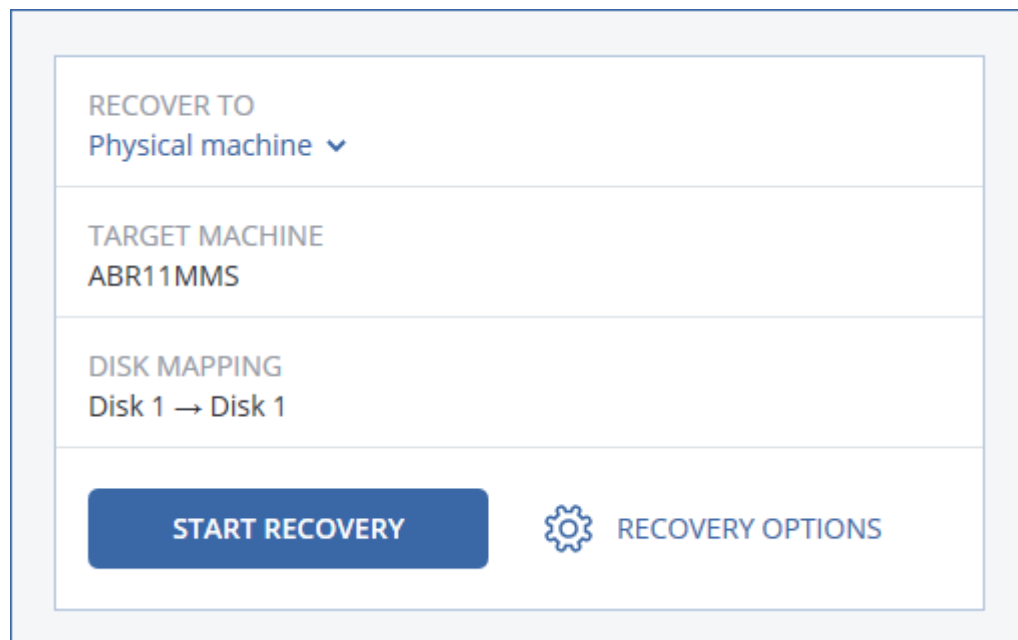 RECOVER TO
Physical machine
TARGET MACHINE
ABR11MMS
DISK MAPPING
Disk 1 → Disk 1
START RECOVERY
RECOVERY OPTIONS